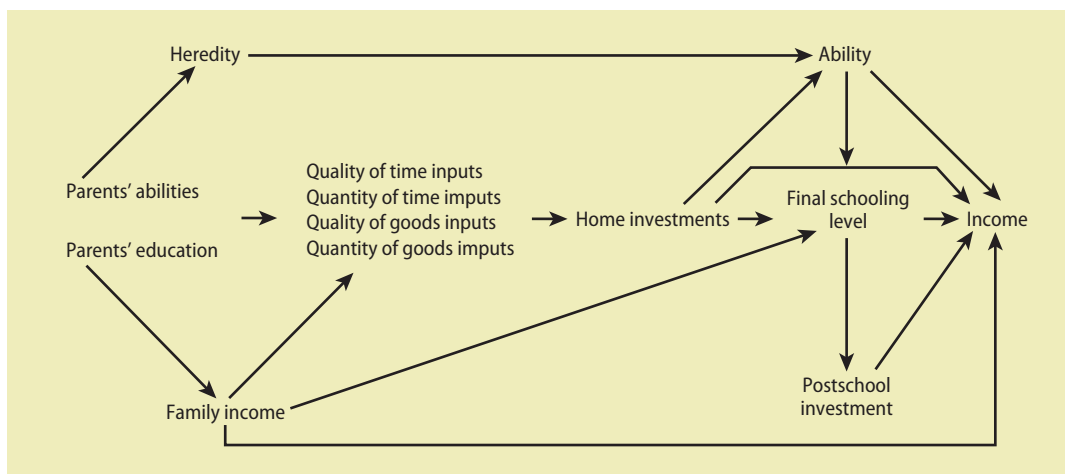 Heredity
Ability
Parents' abilities
Parents' education
Quality of time inputs
Quantity of time imputs
Quality of goods inputs
Quantity of goods imputs
Home investments
Final schooling
level
Income
Postschool
investment
Family income